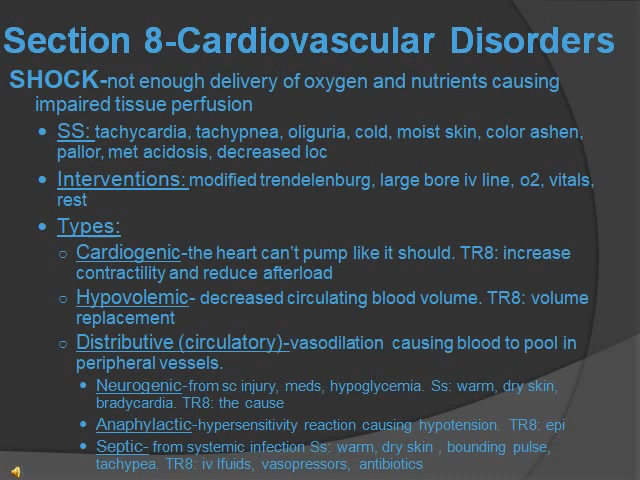 Section 8-Cardiovascular Disorders
SHOCK-not enough delivery of oxygen and nutrients causing
impaired tissue perfusion
SS: tachycardia, tachypnea, oliguria, cold, moist skin, color ashen,
pallor, met acidosis, decreased loc
Interventions: modified trendelenburg, large bore iv line, o2, vitals,
rest
Types:
Cardiogenic-the heart can't pump like it should. TR8: increase
contractility and reduce afterload
Hypovolemic- decreased circulating blood volume. TR8: volume
replacement
Distributive (circulatory)-vasodilation causing blood to pool in
peripheral vessels.
Neurogenic-from sc injury, meds, hypoglycemia. Ss: warm, dry skin,
bradycardia. TR8: the cause
Anaphylactic-hypersensitivity reaction causing hypotension. TR8: epi
Septic- from systemic infection Ss: warm, dry skin , bounding pulse,
tachypea. TR8: iv lfuids, vasopressors, antibiotics